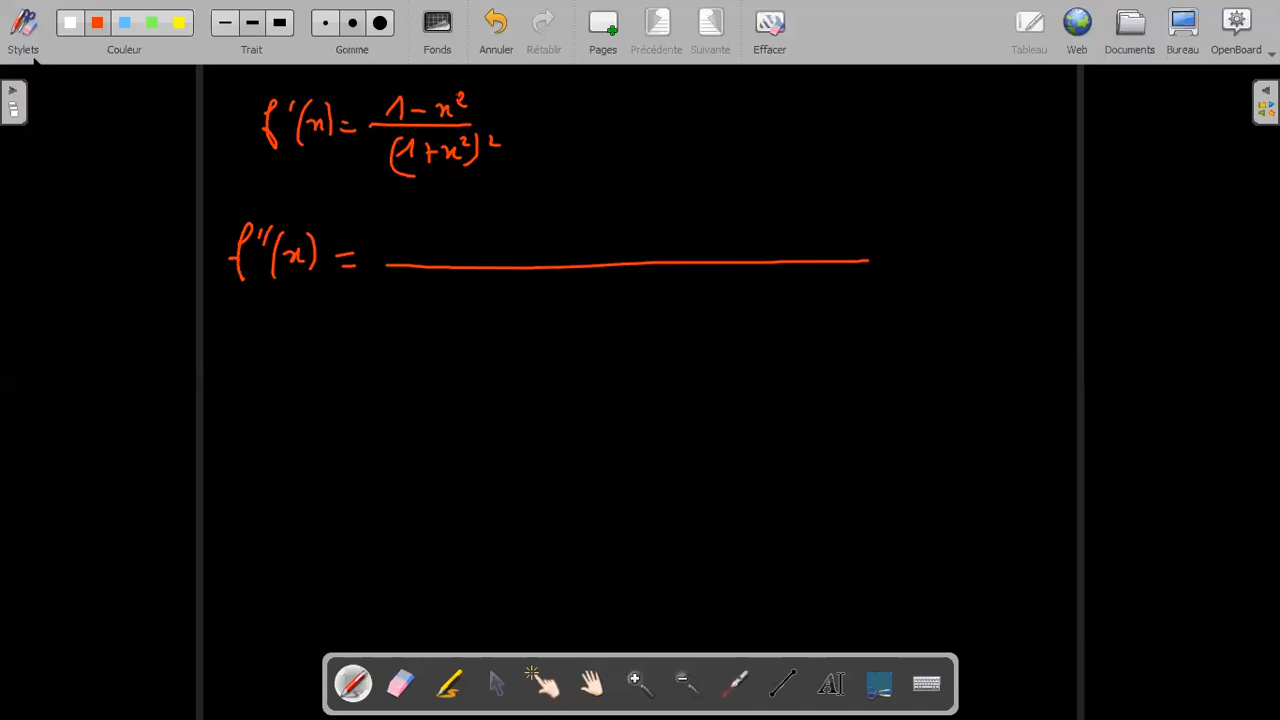 Stylets Couleur Trait Gomme Fonds Annuler Rétablir Pages Précédente Suivante Effacer Tableau Web Documents Bureau OpenBoard
f'(x) = (1 - x²) / (1 + x²)²
f''(x) =
AI